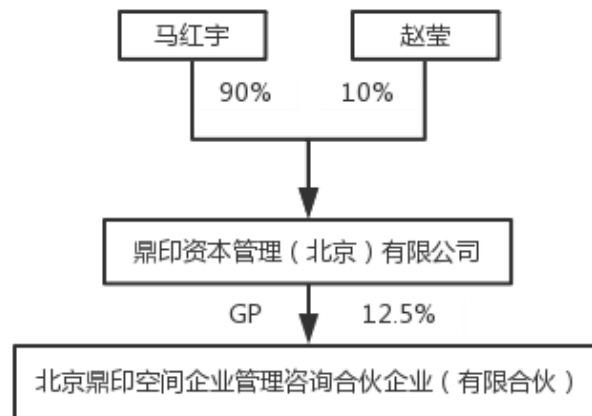 马红宇
赵莹
90%
10%
鼎印资本管理（北京）有限公司
GP
12.5%
北京鼎印空间企业管理咨询合伙企业（有限合伙）